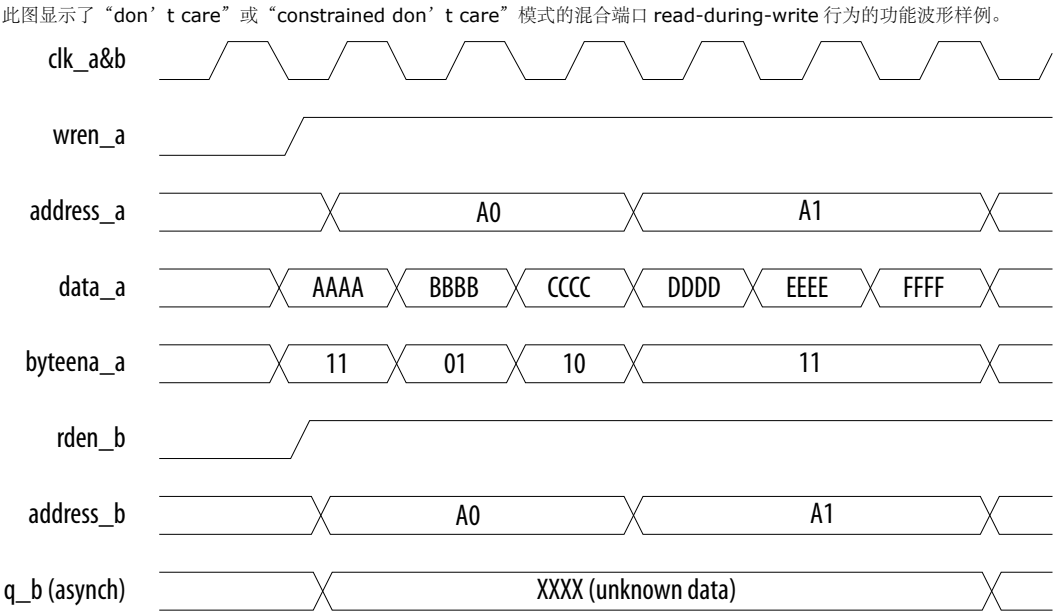 此图显示了“don’t care”或“constrained don’t care”模式的混合端口 read-during-write 行为的功能波形样例。
clk_a&b
wren_a
address_a A0 A1
data_a AAAA BBBB CCCC DDDD EEEE FFFF
byteena_a 11 01 10 11
rden_b
address_b A0 A1
q_b (asynch) XXXX (unknown data)